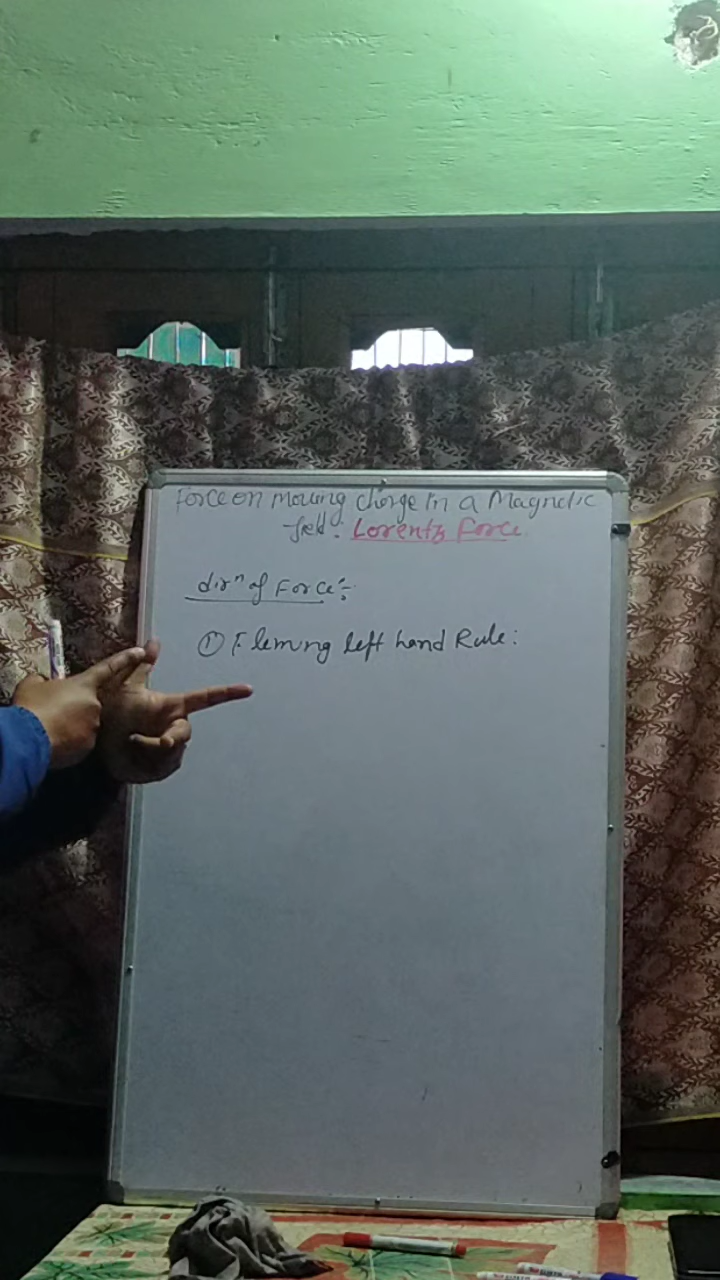 Force on moving charge in a Magnetic
field: Lorentz Force
dirⁿ of Force:-
① Fleming left hand Rule: